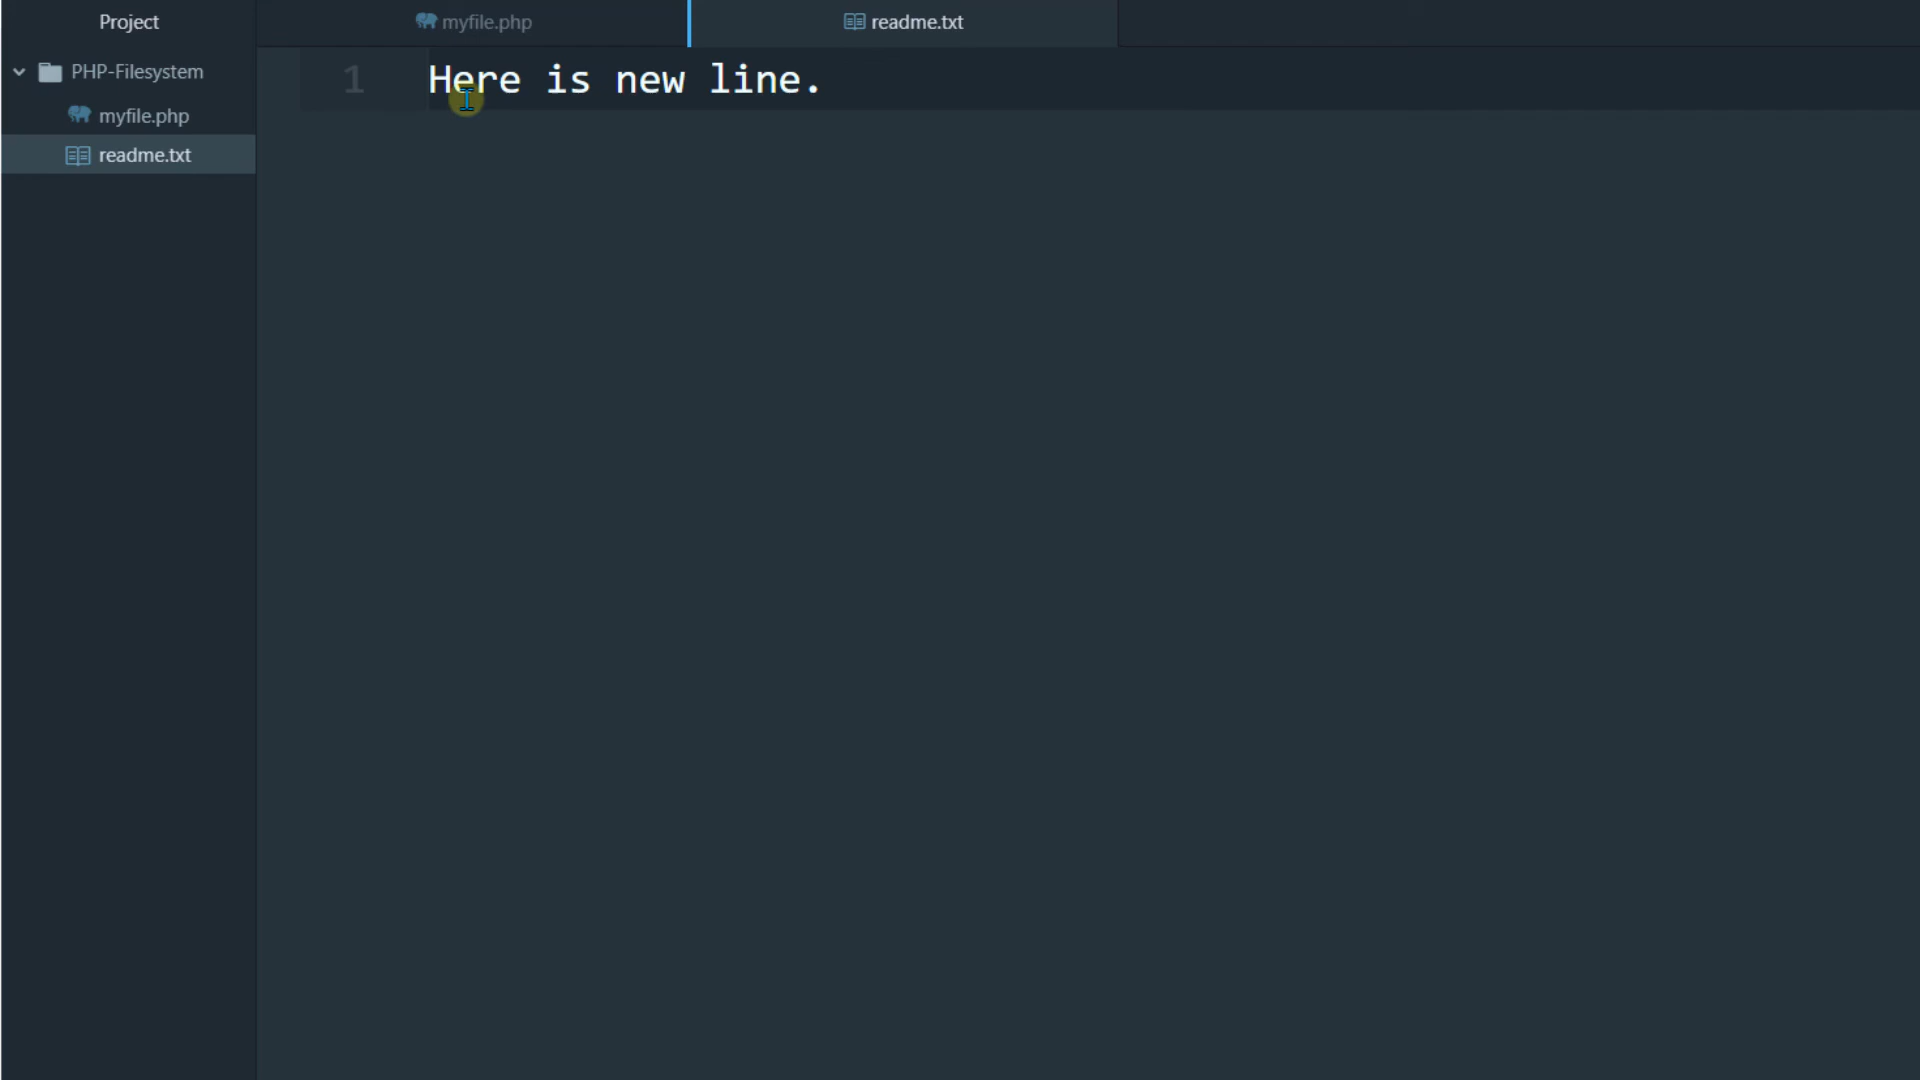 Project
myfile.php
readme.txt
PHP-Filesystem
1 Here is new line.
myfile.php
readme.txt